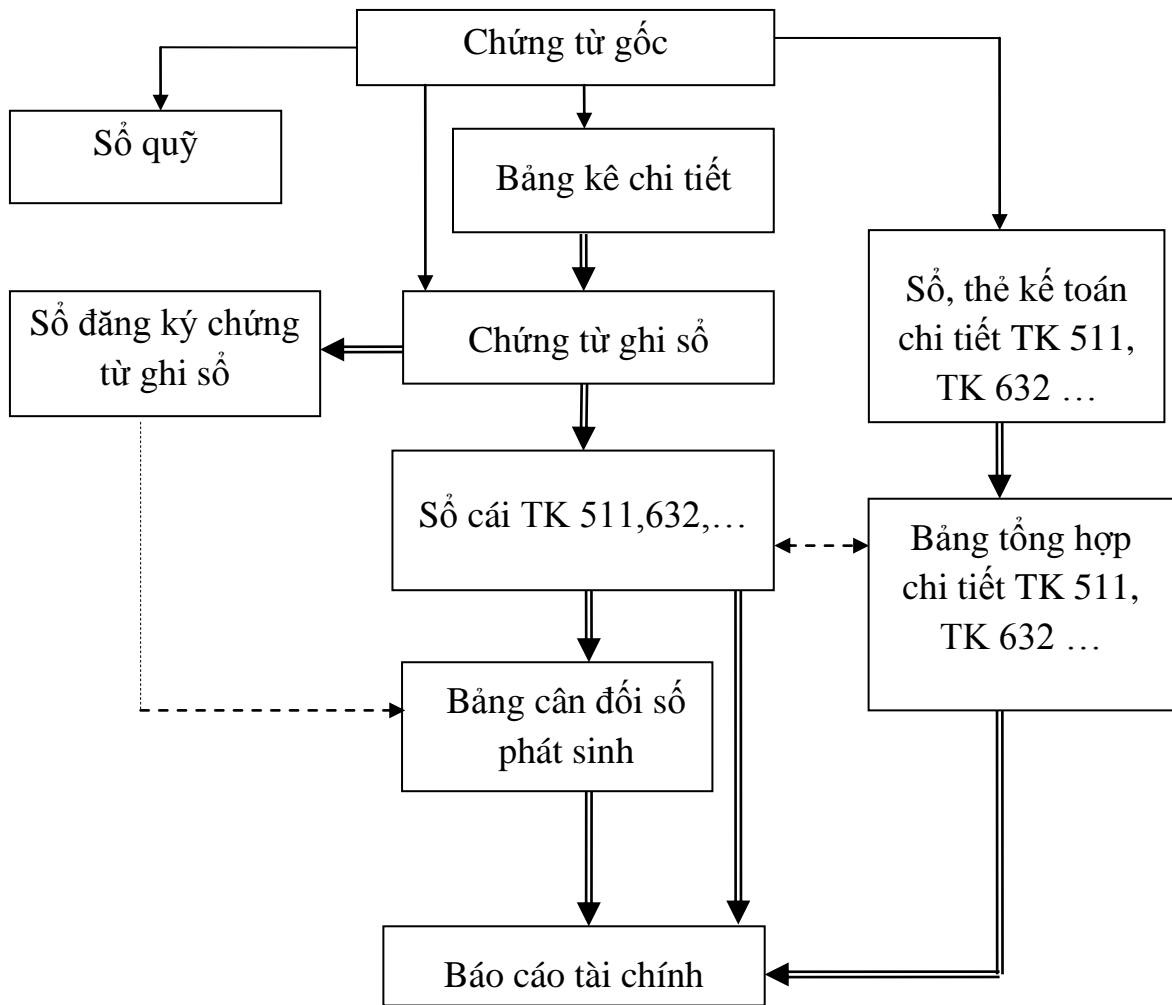 Chứng từ gốc
Sổ quỹ
Bảng kê chi tiết
Sổ, thẻ kế toán
chi tiết TK 511,
TK 632 …
Sổ đăng ký chứng
từ ghi sổ
Chứng từ ghi sổ
Sổ cái TK 511,632,…
Bảng tổng hợp
chi tiết TK 511,
TK 632 …
Bảng cân đối số
phát sinh
Báo cáo tài chính